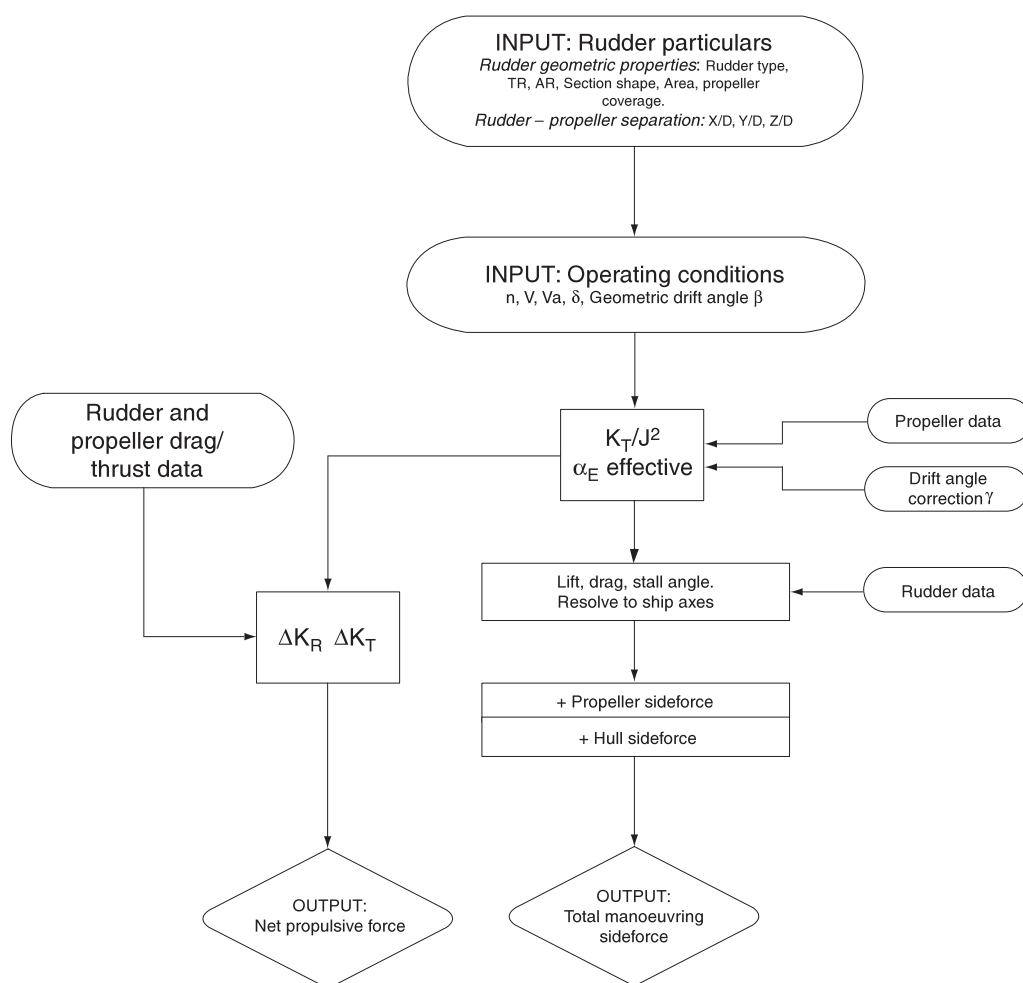 INPUT: Rudder particulars
Rudder geometric properties: Rudder type,
TR, AR, Section shape, Area, propeller
coverage.
Rudder – propeller separation: X/D, Y/D, Z/D
INPUT: Operating conditions
n, V, Va, δ, Geometric drift angle β
Rudder and
propeller drag/
thrust data
K_T/J²
α_E effective
Propeller data
Drift angle
correction γ
Lift, drag, stall angle.
Resolve to ship axes
Rudder data
ΔK_R ΔK_T
+ Propeller sideforce
+ Hull sideforce
OUTPUT:
Net propulsive force
OUTPUT:
Total manoeuvring
sideforce